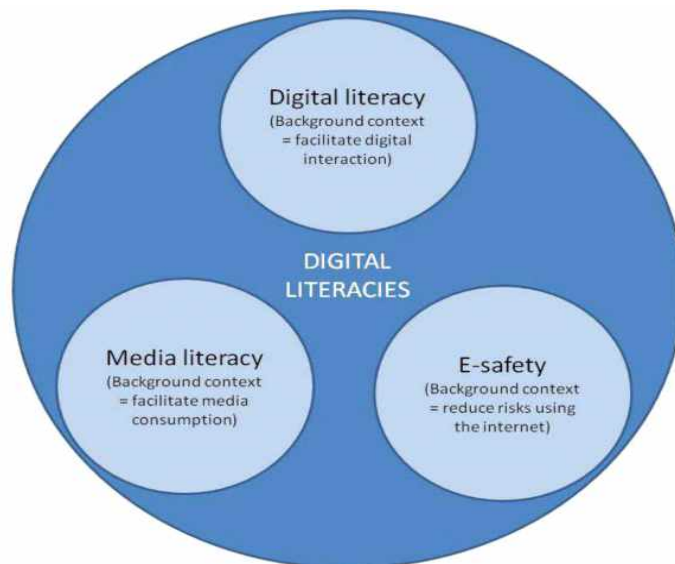 Digital literacy
(Background context
= facilitate digital
interaction)
DIGITAL
LITERACIES
Media literacy
(Background context
= facilitate media
consumption)
E-safety
(Background context
= reduce risks using
the internet)